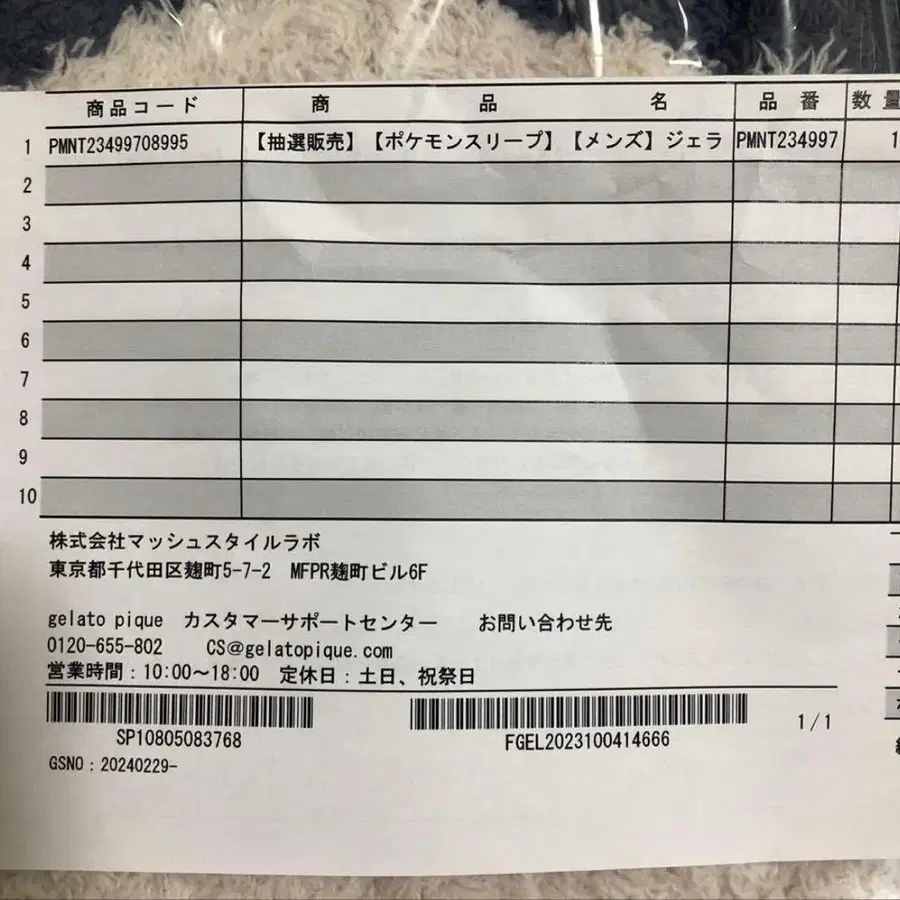 商品コード 商品名 品番 数量
1 PMNT23499708995 【抽選販売】【ポケモンスリープ】【メンズ】ジェラ PMNT234997 1
2
3
4
5
6
7
8
9
10
株式会社マッシュスタイルラボ
東京都千代田区麹町5-7-2 MFPR麹町ビル6F
gelato pique カスタマーサポートセンター お問い合わせ先
0120-655-802 CS@gelatopique.com
営業時間：10:00～18:00 定休日：土日、祝祭日
SP10805083768 FGEL2023100414666 1/1
GSNO：20240229-